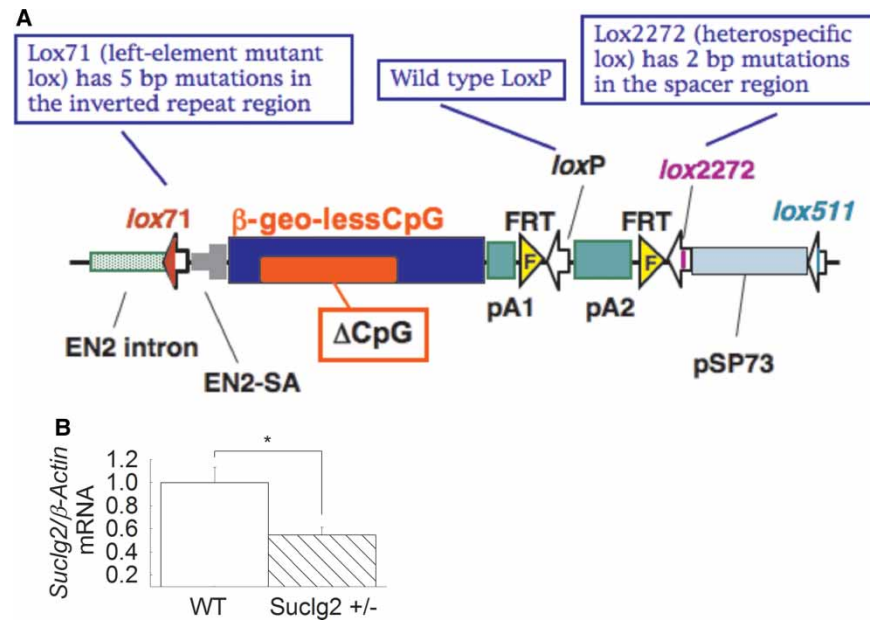 A
Lox71 (left-element mutant
lox) has 5 bp mutations in
the inverted repeat region
Wild type LoxP
Lox2272 (heterospecific
lox) has 2 bp mutations
in the spacer region
loxP
lox2272
lox71
β-geo-lessCpG
FRT
FRT
lox511
F
F
pA1
pA2
ΔCpG
EN2 intron
EN2-SA
pSP73
B
*
Suclg2/β-Actin
mRNA
1.2
1.0
0.8
0.6
0.4
0.2
WT
Suclg2 +/-